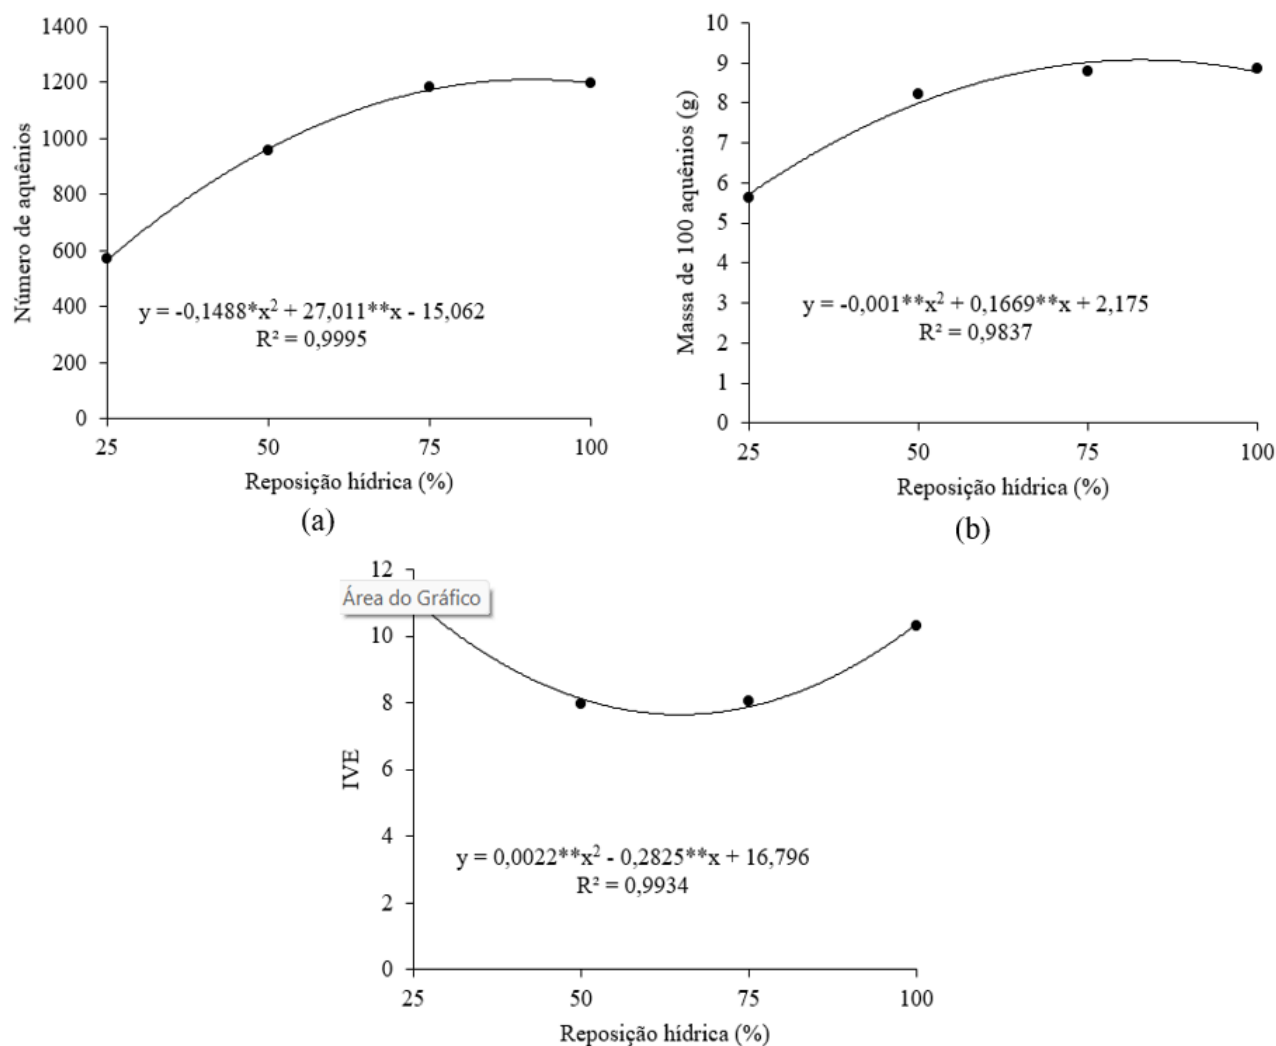 1400
1200
1000
800
600
400
200
0
Número de aquênios
y = -0,1488*x² + 27,011**x - 15,062
R² = 0,9995
25 50 75 100
Reposição hídrica (%)
(a)
10
9
8
7
6
5
4
3
2
1
0
Massa de 100 aquênios (g)
y = -0,001**x² + 0,1669**x + 2,175
R² = 0,9837
25 50 75 100
Reposição hídrica (%)
(b)
12
Área do Gráfico
10
8
6
4
2
0
IVE
y = 0,0022**x² - 0,2825**x + 16,796
R² = 0,9934
25 50 75 100
Reposição hídrica (%)